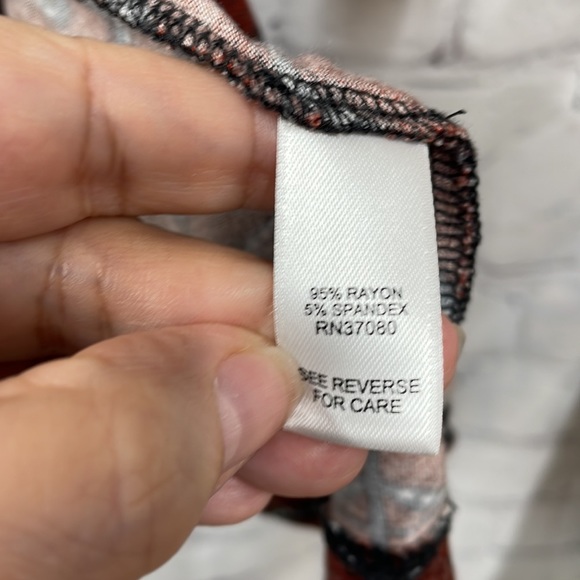 95% RAYON
5% SPANDEX
RN37080
SEE REVERSE
FOR CARE